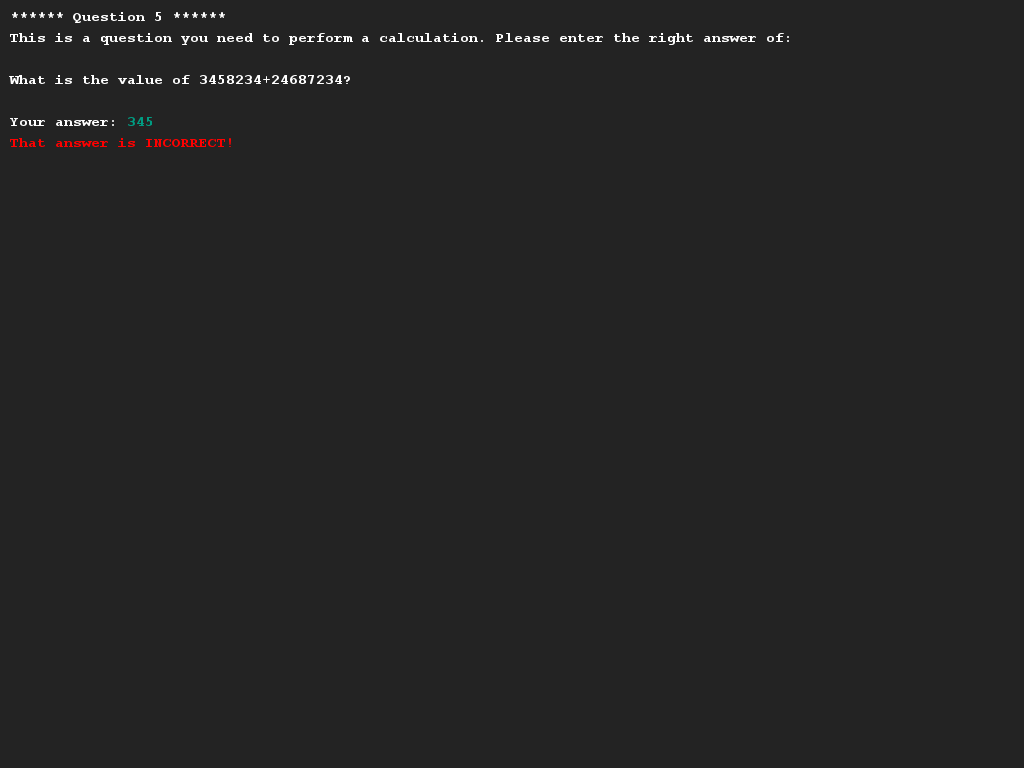 ****** Question 5 ******
This is a question you need to perform a calculation. Please enter the right answer of:
What is the value of 3458234+24687234?
Your answer: 345
That answer is INCORRECT!